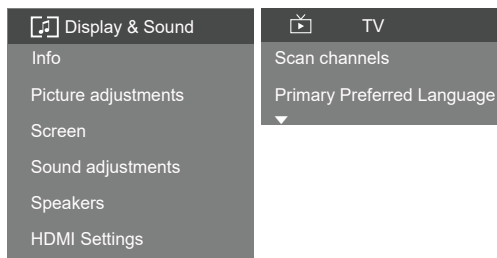 Display & Sound
Info
Picture adjustments
Screen
Sound adjustments
Speakers
HDMI Settings
TV
Scan channels
Primary Preferred Language